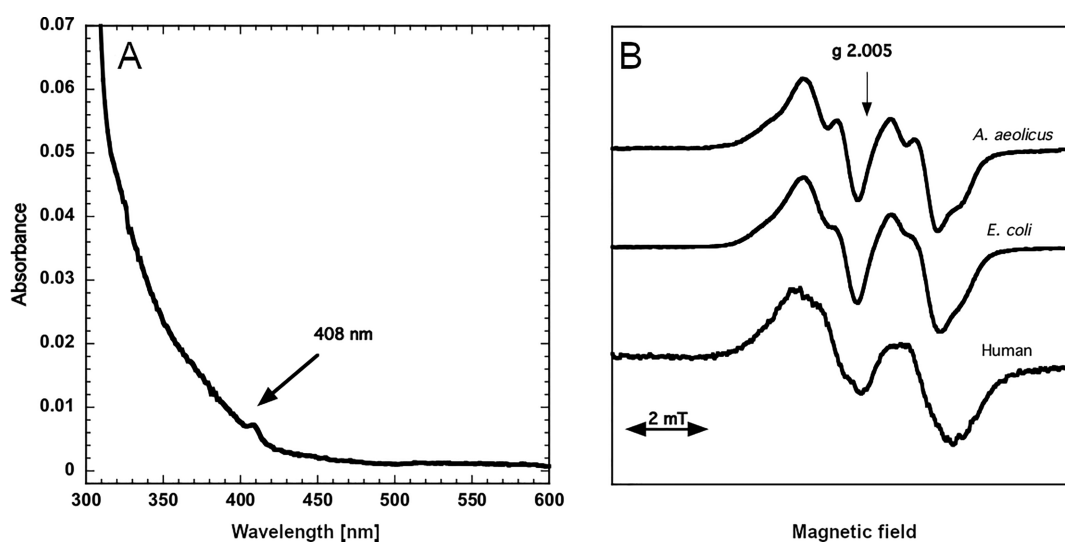 A
0.07
0.06
0.05
0.04
0.03
0.02
0.01
0
Absorbance
408 nm
300
350
400
450
500
550
600
Wavelength [nm]
B
g 2.005
A. aeolicus
E. coli
Human
2 mT
Magnetic field